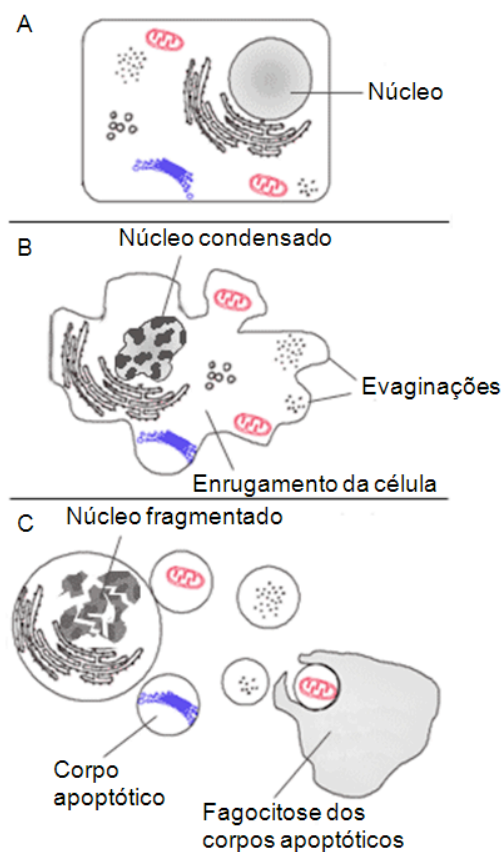 A
Núcleo
B
Núcleo condensado
Evaginações
Enrugamento da célula
C
Núcleo fragmentado
Corpo
apoptótico
Fagocitose dos
corpos apoptóticos